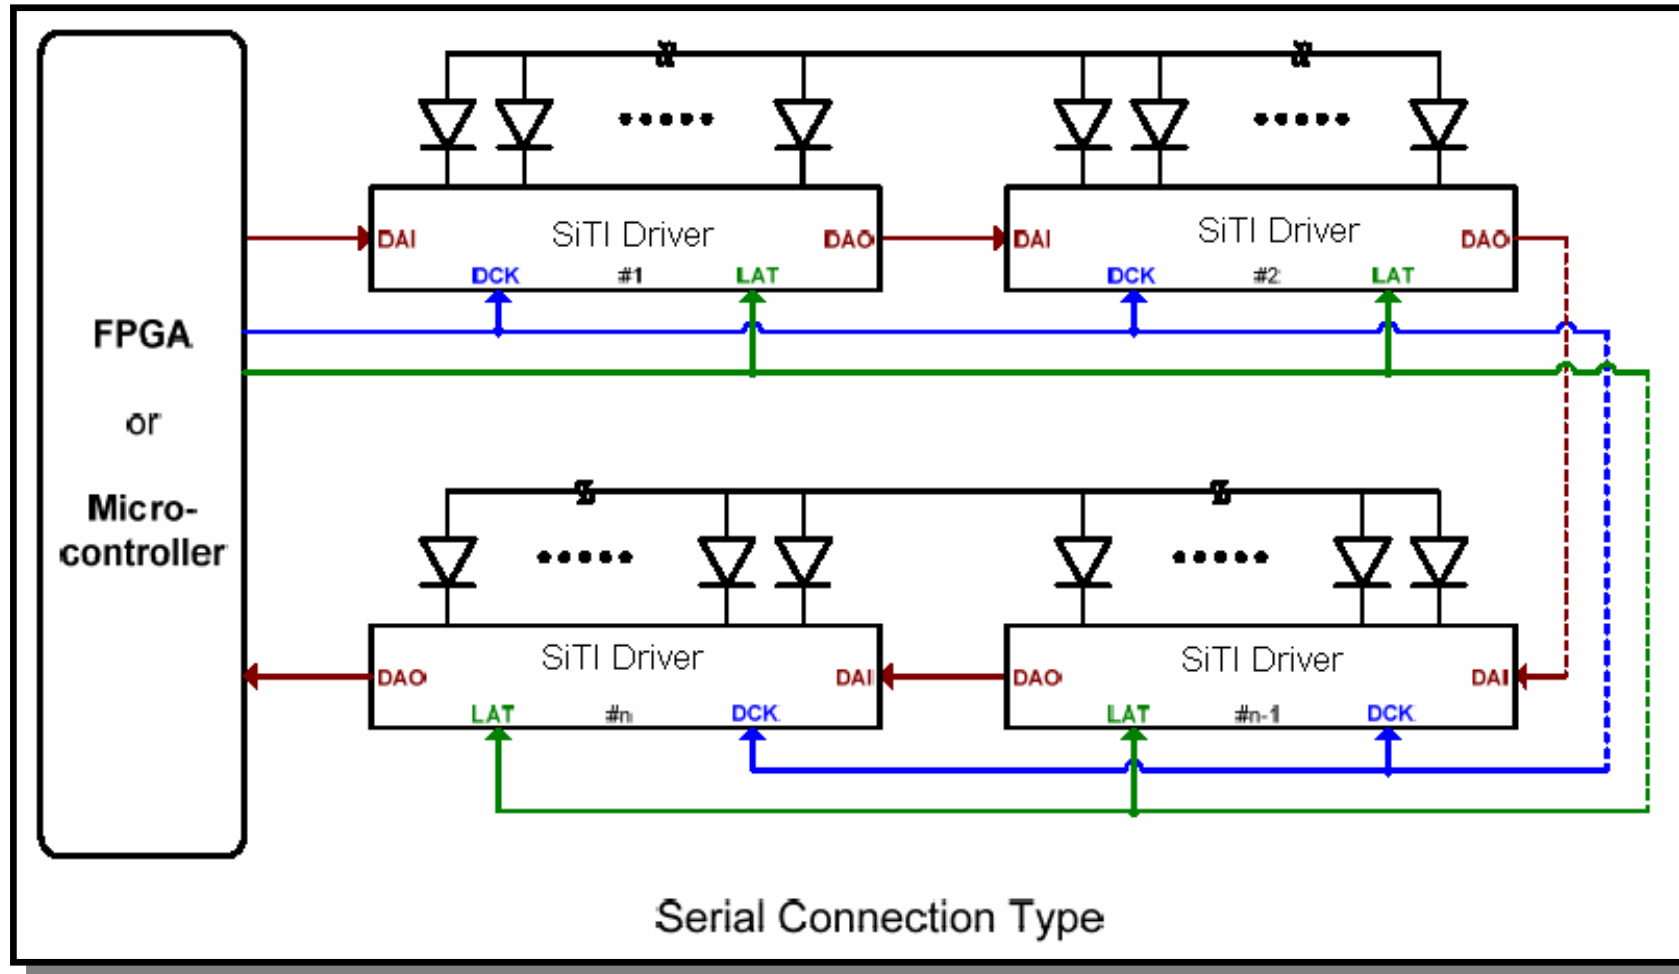 FPGA
or
Micro-
controller
SiTI Driver
DAI
DAO
DCK
#1
LAT
SiTI Driver
DAI
DAO
DCK
#2
LAT
SiTI Driver
DAO
DAI
LAT
#n
DCK
SiTI Driver
DAO
DAI
LAT
#n-1
DCK
Serial Connection Type